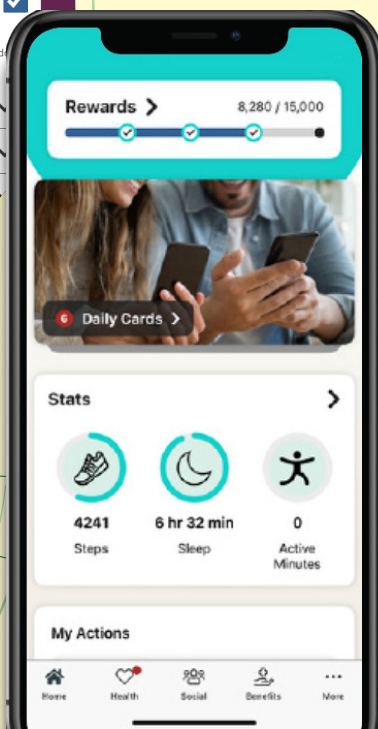 Rewards
8,280 / 15,000
6 Daily Cards
Stats
4241
6 hr 32 min
0
Steps
Sleep
Active
Minutes
My Actions
Home
Health
Social
Benefits
More